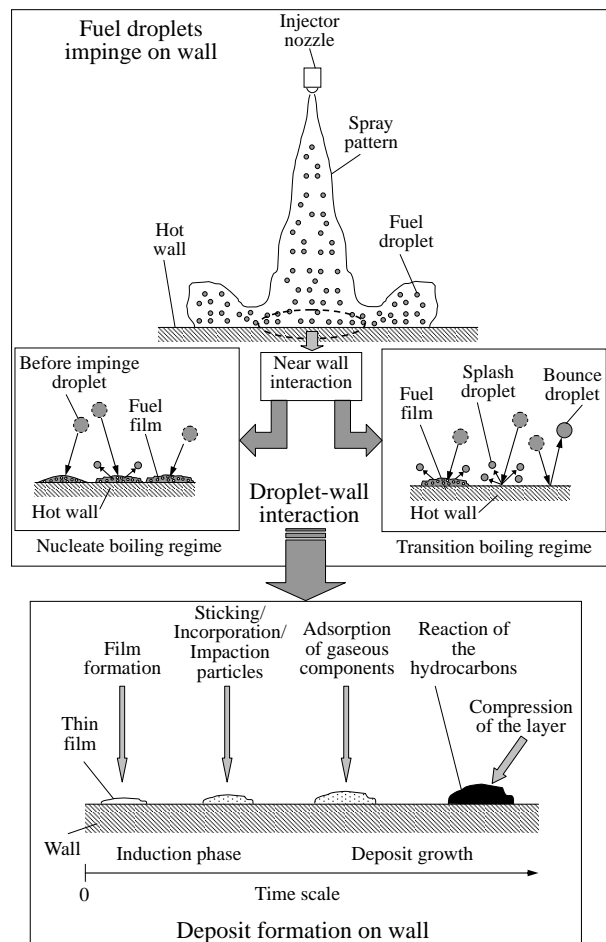 Fuel droplets
impinge on wall
Injector
nozzle
Spray
pattern
Hot
wall
Fuel
droplet
Near wall
interaction
Before impinge
droplet
Fuel
film
Hot wall
Nucleate boiling regime
Droplet-wall
interaction
Fuel
film
Splash
droplet
Bounce
droplet
Hot wall
Transition boiling regime
Film
formation
Sticking/
Incorporation/
Impaction
particles
Adsorption
of gaseous
components
Reaction of
the
hydrocarbons
Compression
of the layer
Thin
film
Wall
Induction phase
Deposit growth
0
Time scale
Deposit formation on wall